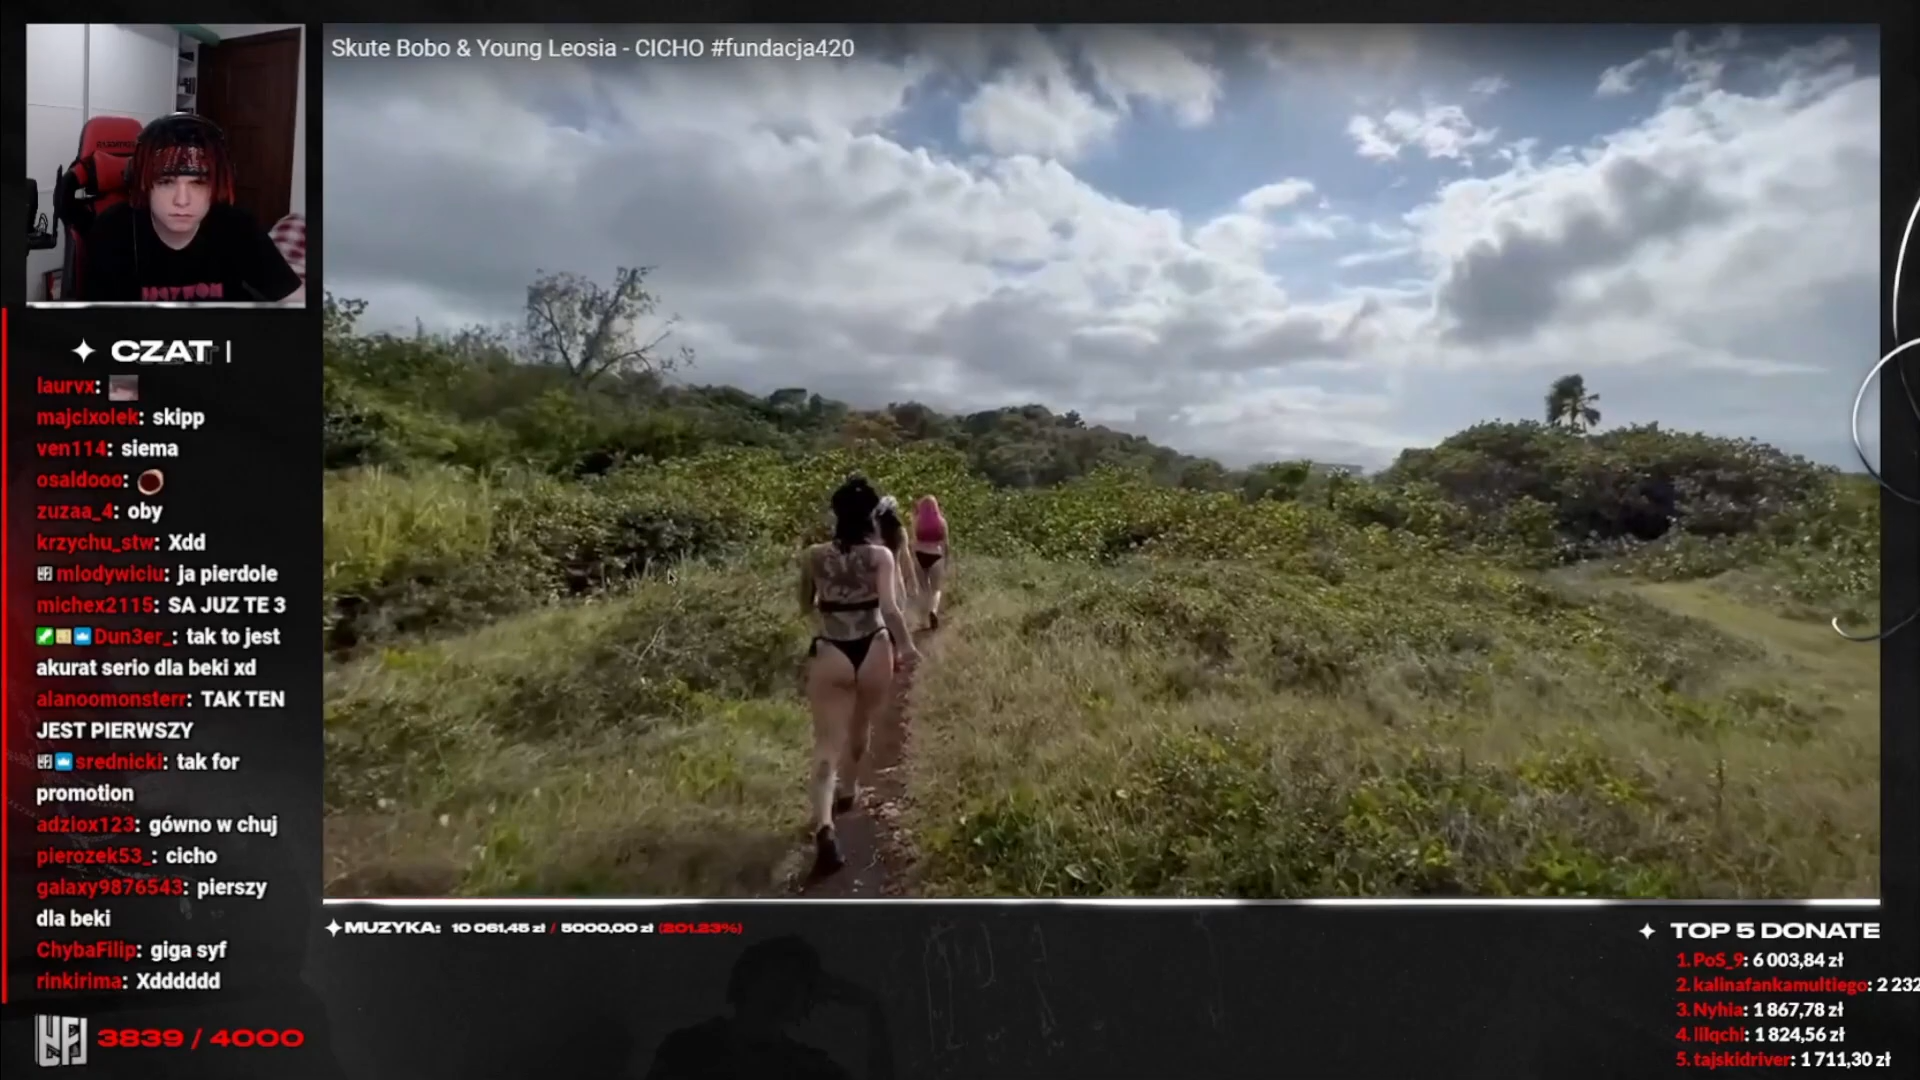 Skute Bobo & Young Leosia - CICHO #fundacja420
CZAT |
laurvx:
majcixolek: skipp
ven114: siema
osaldooo:
zuzaa_4: oby
krzychu_stw: Xdd
mlodywiciu: ja pierdole
michex2115: SA JUZ TE 3
Dun3er_: tak to jest
akurat serio dla beki xd
alanoomonsterr: TAK TEN
JEST PIERWSZY
srednicki: tak for
promotion
adziox123: gówno w chuj
pierozek53_: cicho
galaxy9876543: pierszy
dla beki
ChybaFilip: giga syf
rinkirima: Xdddddd
3839 / 4000
MUZYKA: 10 061,45 zł / 5000,00 zł (201.23%)
TOP 5 DONATE
1. PoS_9: 6 003,84 zł
2. kalinafankamultiego: 2 232
3. Nyhia: 1 867,78 zł
4. lilqchi: 1 824,56 zł
5. tajskidriver: 1 711,30 zł